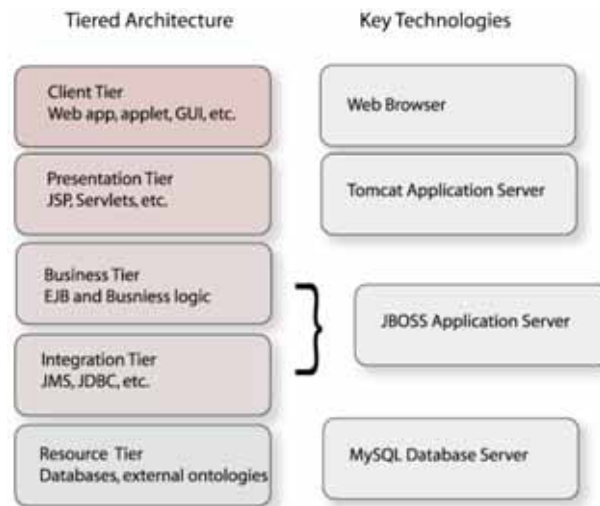 Tiered Architecture
Key Technologies
Client Tier
Web app, applet, GUI, etc.
Web Browser
Presentation Tier
JSP, Servlets, etc.
Tomcat Application Server
Business Tier
EJB and Busniess logic
JBOSS Application Server
Integration Tier
JMS, JDBC, etc.
Resource Tier
Databases, external ontologies
MySQL Database Server